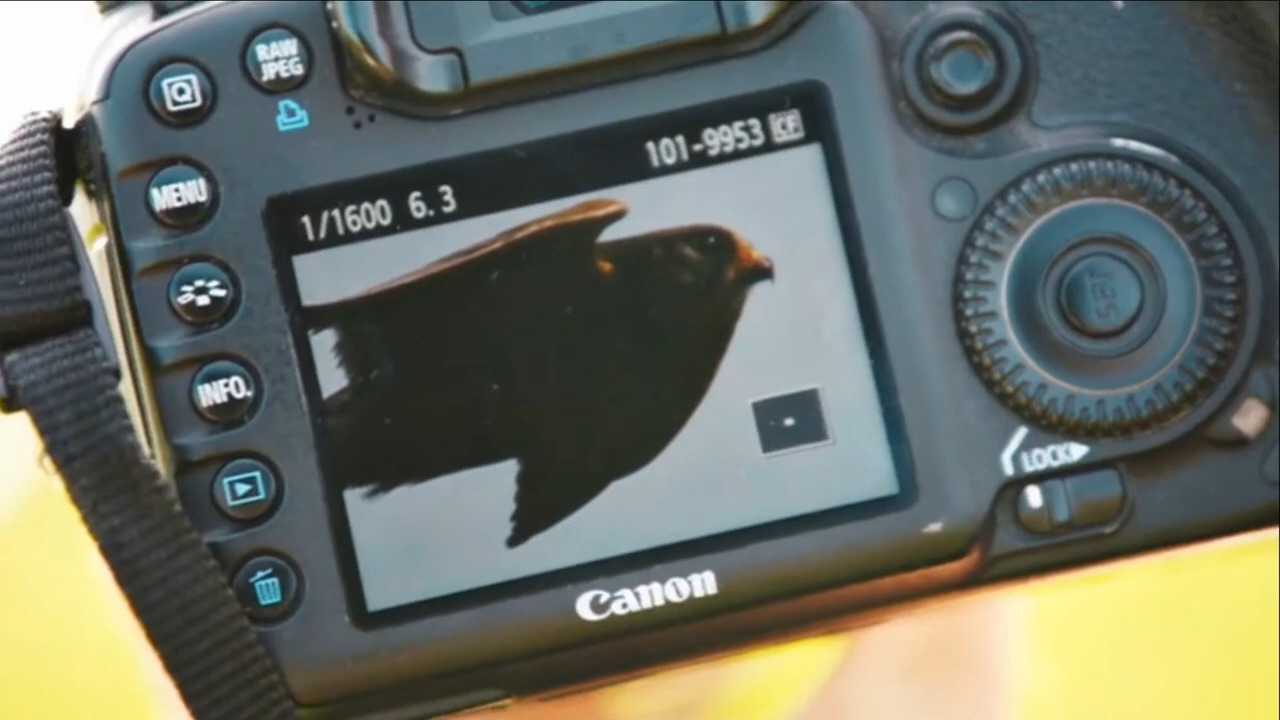 RAW
JPEG
MENU
INFO.
1/1600 6.3
101-9953 CF
SET
LOCK
Canon